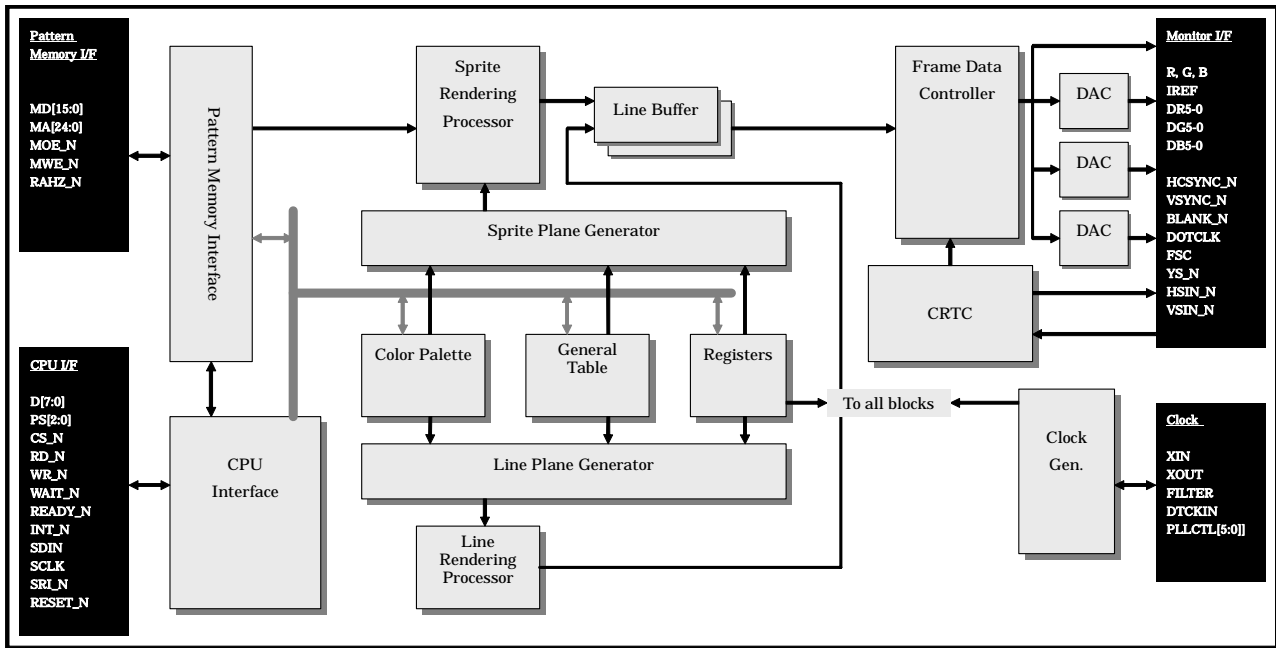 Pattern
Memory I/F
MD[15:0]
MA[24:0]
MOE_N
MWE_N
RAHZ_N
Pattern Memory Interface
Sprite
Rendering
Processor
Line Buffer
Frame Data
Controller
DAC
DAC
DAC
Monitor I/F
R, G, B
IREF
DR5-0
DG5-0
DB5-0
HCSYNC_N
VSYNC_N
BLANK_N
DOTCLK
FSC
YS_N
HSIN_N
VSIN_N
Sprite Plane Generator
CRTC
Color Palette
General
Table
Registers
CPU I/F
D[7:0]
PS[2:0]
CS_N
RD_N
WR_N
WAIT_N
READY_N
INT_N
SDIN
SCLK
SRI_N
RESET_N
CPU
Interface
To all blocks
Line Plane Generator
Line
Rendering
Processor
Clock
Gen.
Clock
XIN
XOUT
FILTER
DTCKIN
PLLCTL[5:0]]